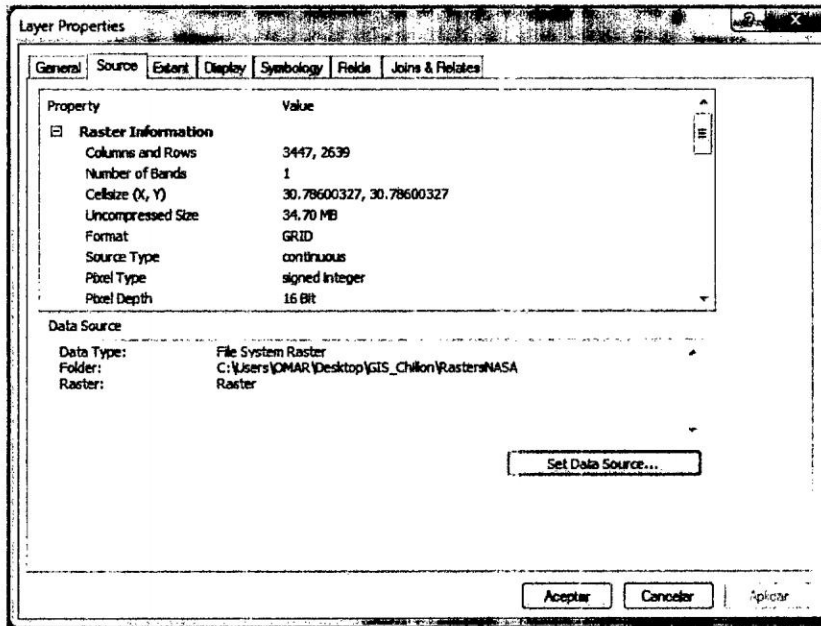 Layer Properties
General Source Extent Display Symbology Fields Joins & Relates
Property Value
Raster Information
Columns and Rows 3447, 2639
Number of Bands 1
Cellsize (X, Y) 30.78600327, 30.78600327
Uncompressed Size 34.70 MB
Format GRID
Source Type continuous
Pixel Type signed integer
Pixel Depth 16 Bit
Data Source
Data Type: File System Raster
Folder: C:\Users\OMAR\Desktop\GIS_Chillon\RastersNASA
Raster: Raster
Set Data Source...
Aceptar Cancelar Aplicar